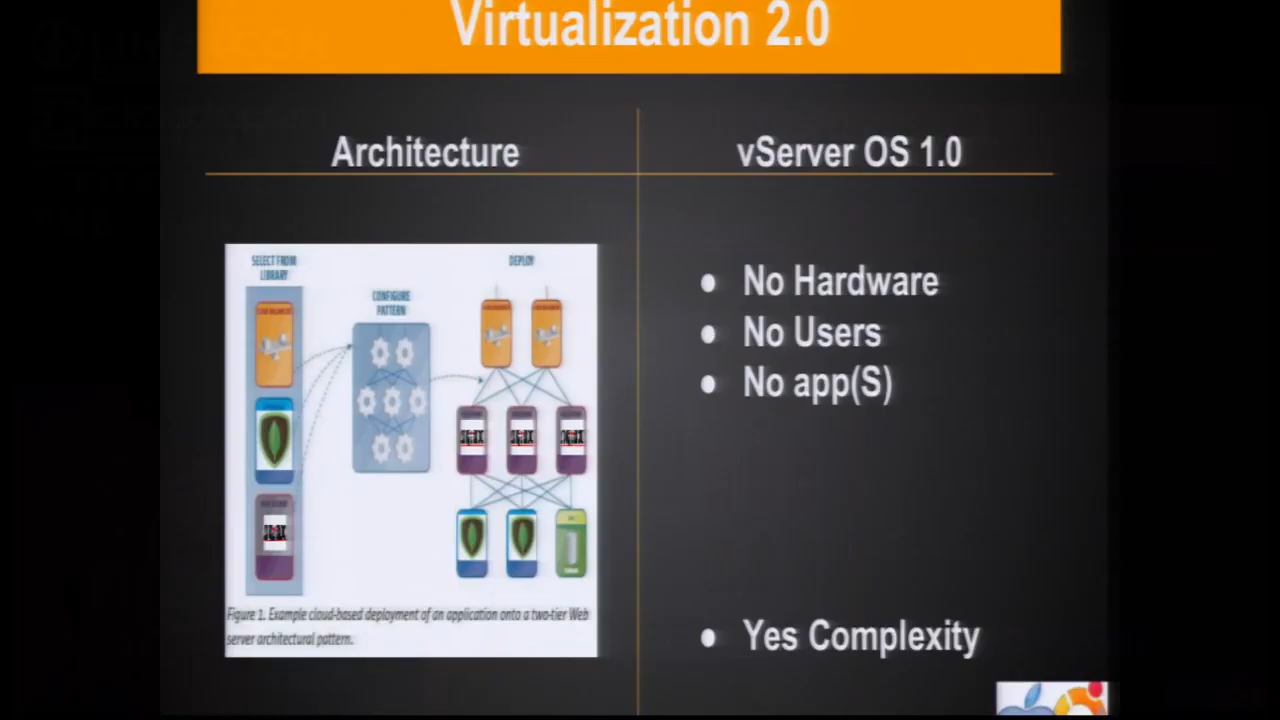 Virtualization 2.0
Architecture
vServer OS 1.0
SELECT FROM
LIBRARY
CONFIGURE
PATTERN
DEPLOY
Figure 1. Example cloud-based deployment of an application onto a two-tier Web
server architectural pattern.
No Hardware
No Users
No app(S)
Yes Complexity